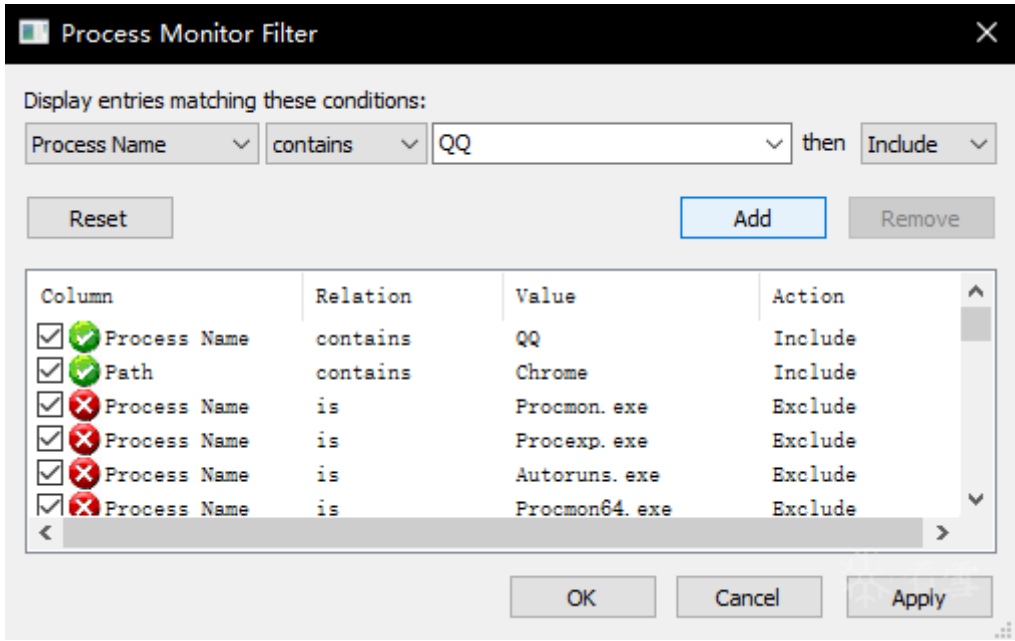 Process Monitor Filter
Display entries matching these conditions:
Process Name contains QQ then Include
Reset Add Remove
Column Relation Value Action
Process Name contains QQ Include
Path contains Chrome Include
Process Name is Procmon.exe Exclude
Process Name is Procexp.exe Exclude
Process Name is Autoruns.exe Exclude
Process Name is Procmon64.exe Exclude
OK Cancel Apply